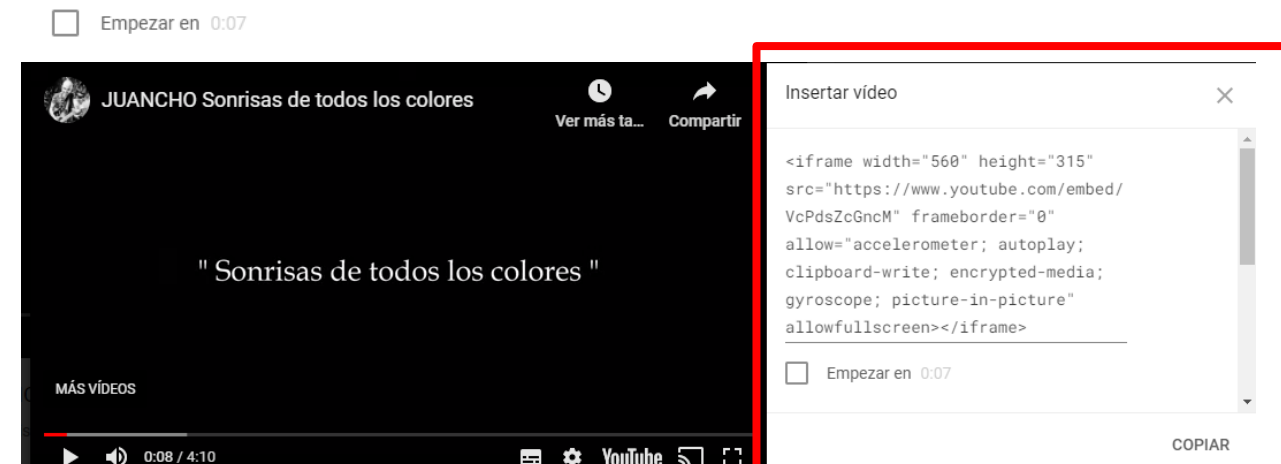 Empezar en 0:07
JUANCHO Sonrisas de todos los colores
Ver más ta... Compartir
" Sonrisas de todos los colores "
MÁS VÍDEOS
0:08 / 4:10
YouTube
Insertar vídeo
<iframe width="560" height="315"
src="https://www.youtube.com/embed/
VcPdsZcGncM" frameborder="0"
allow="accelerometer; autoplay;
clipboard-write; encrypted-media;
gyroscope; picture-in-picture"
allowfullscreen></iframe>
Empezar en 0:07
COPIAR